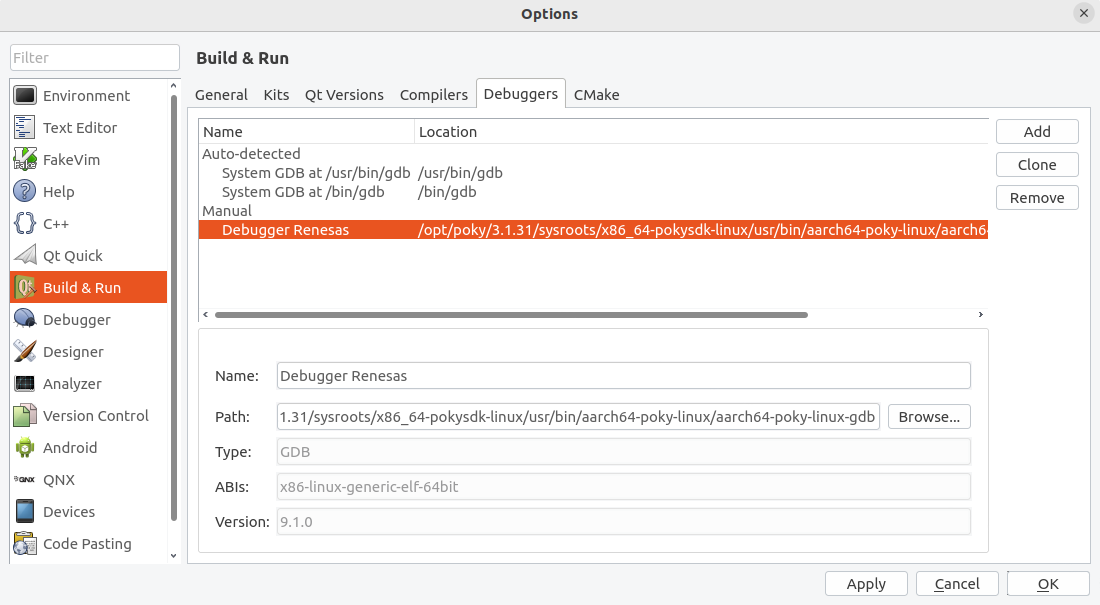 Options
Filter
Environment
Text Editor
FakeVim
Help
C++
Qt Quick
Build & Run
Debugger
Designer
Analyzer
Version Control
Android
QNX
Devices
Code Pasting
Build & Run
General Kits Qt Versions Compilers Debuggers CMake
Name Location
Auto-detected
System GDB at /usr/bin/gdb /usr/bin/gdb
System GDB at /bin/gdb /bin/gdb
Manual
Debugger Renesas /opt/poky/3.1.31/sysroots/x86_64-pokysdk-linux/usr/bin/aarch64-poky-linux/aarch6
Add
Clone
Remove
Name: Debugger Renesas
Path: 1.31/sysroots/x86_64-pokysdk-linux/usr/bin/aarch64-poky-linux/aarch64-poky-linux-gdb Browse...
Type: GDB
ABIs: x86-linux-generic-elf-64bit
Version: 9.1.0
Apply Cancel OK